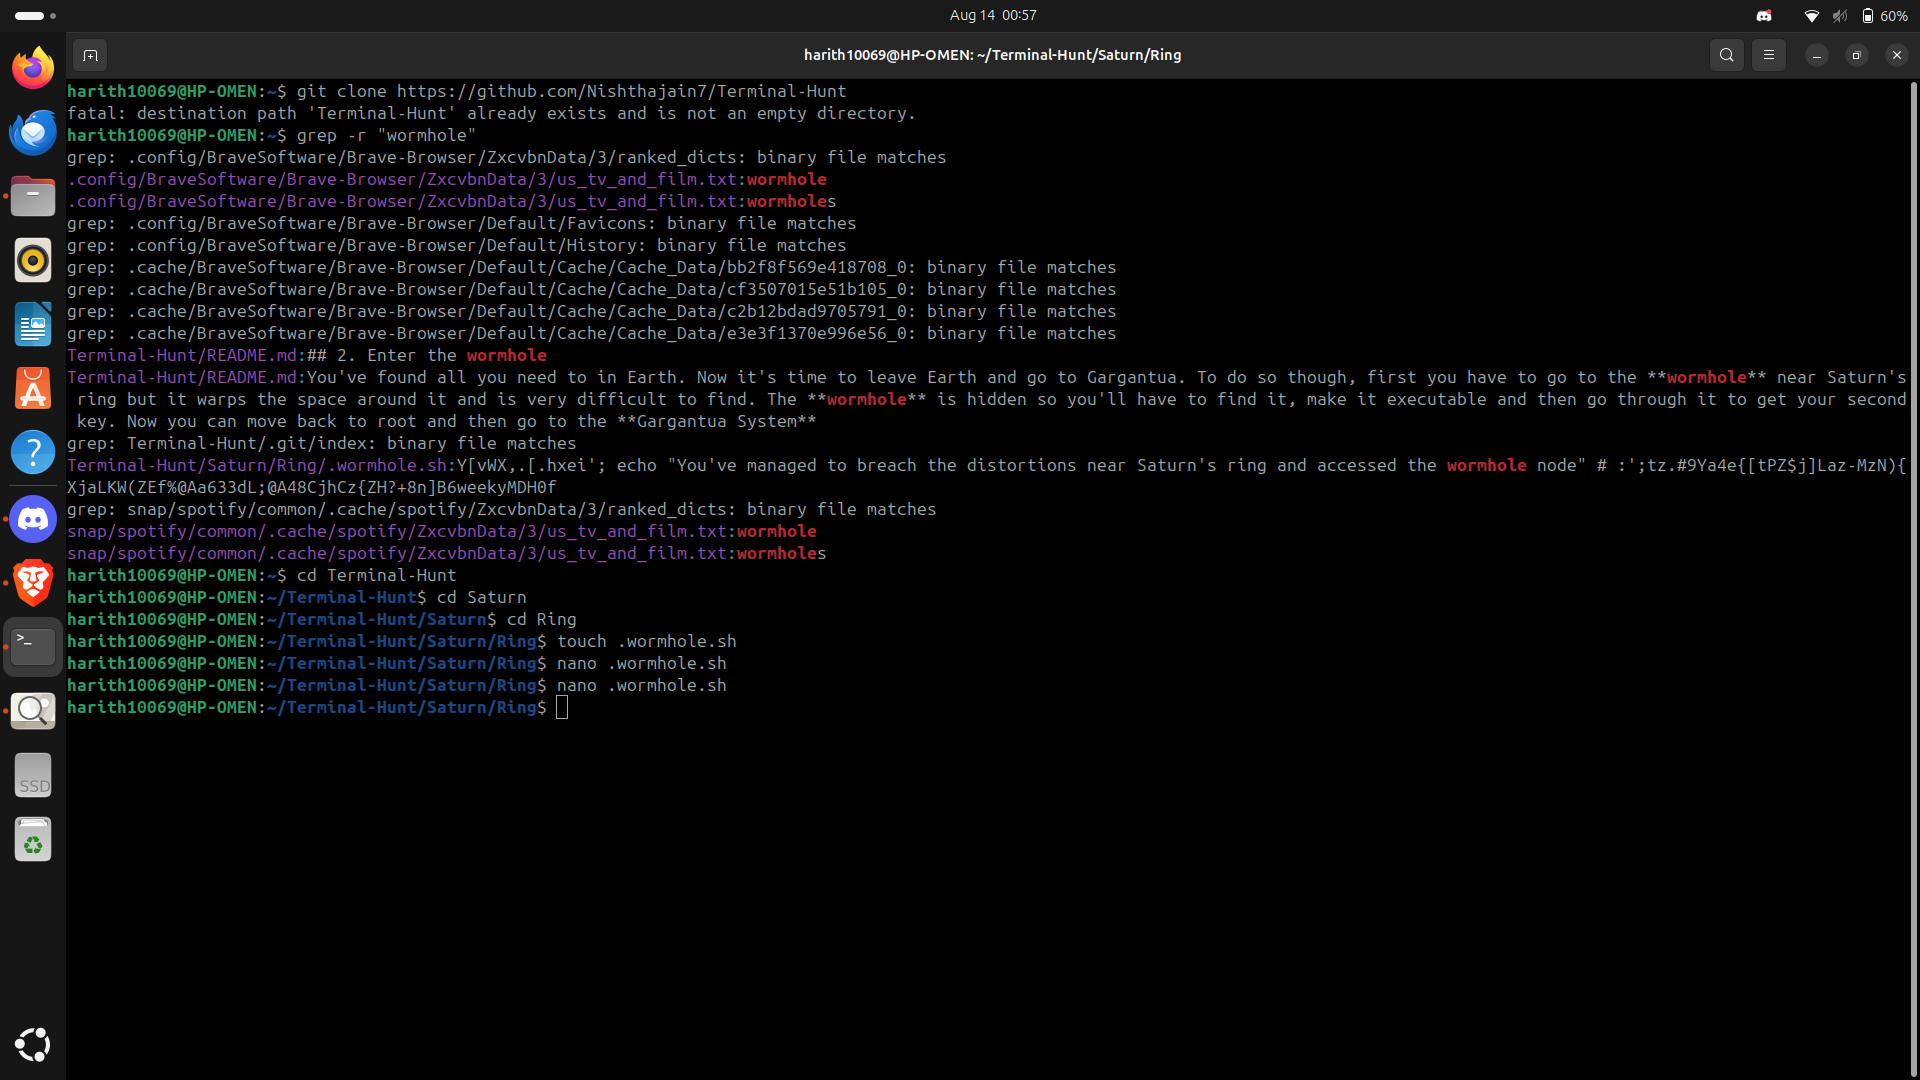 Aug 14 00:57
60%
harith10069@HP-OMEN: ~/Terminal-Hunt/Saturn/Ring
harith10069@HP-OMEN:~$ git clone https://github.com/Nishthajain7/Terminal-Hunt
fatal: destination path 'Terminal-Hunt' already exists and is not an empty directory.
harith10069@HP-OMEN:~$ grep -r "wormhole"
grep: .config/BraveSoftware/Brave-Browser/ZxcvbnData/3/ranked_dicts: binary file matches
.config/BraveSoftware/Brave-Browser/ZxcvbnData/3/us_tv_and_film.txt:wormhole
.config/BraveSoftware/Brave-Browser/ZxcvbnData/3/us_tv_and_film.txt:wormholes
grep: .config/BraveSoftware/Brave-Browser/Default/Favicons: binary file matches
grep: .config/BraveSoftware/Brave-Browser/Default/History: binary file matches
grep: .cache/BraveSoftware/Brave-Browser/Default/Cache/Cache_Data/bb2f8f569e418708_0: binary file matches
grep: .cache/BraveSoftware/Brave-Browser/Default/Cache/Cache_Data/cf3507015e51b105_0: binary file matches
grep: .cache/BraveSoftware/Brave-Browser/Default/Cache/Cache_Data/c2b12bdad9705791_0: binary file matches
grep: .cache/BraveSoftware/Brave-Browser/Default/Cache/Cache_Data/e3e3f1370e996e56_0: binary file matches
Terminal-Hunt/README.md:## 2. Enter the wormhole
Terminal-Hunt/README.md:You've found all you need to in Earth. Now it's time to leave Earth and go to Gargantua. To do so though, first you have to go to the **wormhole** near Saturn's
ring but it warps the space around it and is very difficult to find. The **wormhole** is hidden so you'll have to find it, make it executable and then go through it to get your second
key. Now you can move back to root and then go to the **Gargantua System**
grep: Terminal-Hunt/.git/index: binary file matches
Terminal-Hunt/Saturn/Ring/.wormhole.sh:Y[vWX,.[.hxei'; echo "You've managed to breach the distortions near Saturn's ring and accessed the wormhole node" # :';tz.#9Ya4e{[tPZ$j]Laz-MzN){
XjaLKW(ZEf%@Aa633dL;@A48CjhCz{ZH?+8n]B6weekyMDH0f
grep: snap/spotify/common/.cache/spotify/ZxcvbnData/3/ranked_dicts: binary file matches
snap/spotify/common/.cache/spotify/ZxcvbnData/3/us_tv_and_film.txt:wormhole
snap/spotify/common/.cache/spotify/ZxcvbnData/3/us_tv_and_film.txt:wormholes
harith10069@HP-OMEN:~$ cd Terminal-Hunt
harith10069@HP-OMEN:~/Terminal-Hunt$ cd Saturn
harith10069@HP-OMEN:~/Terminal-Hunt/Saturn$ cd Ring
harith10069@HP-OMEN:~/Terminal-Hunt/Saturn/Ring$ touch .wormhole.sh
harith10069@HP-OMEN:~/Terminal-Hunt/Saturn/Ring$ nano .wormhole.sh
harith10069@HP-OMEN:~/Terminal-Hunt/Saturn/Ring$ nano .wormhole.sh
harith10069@HP-OMEN:~/Terminal-Hunt/Saturn/Ring$
SSD